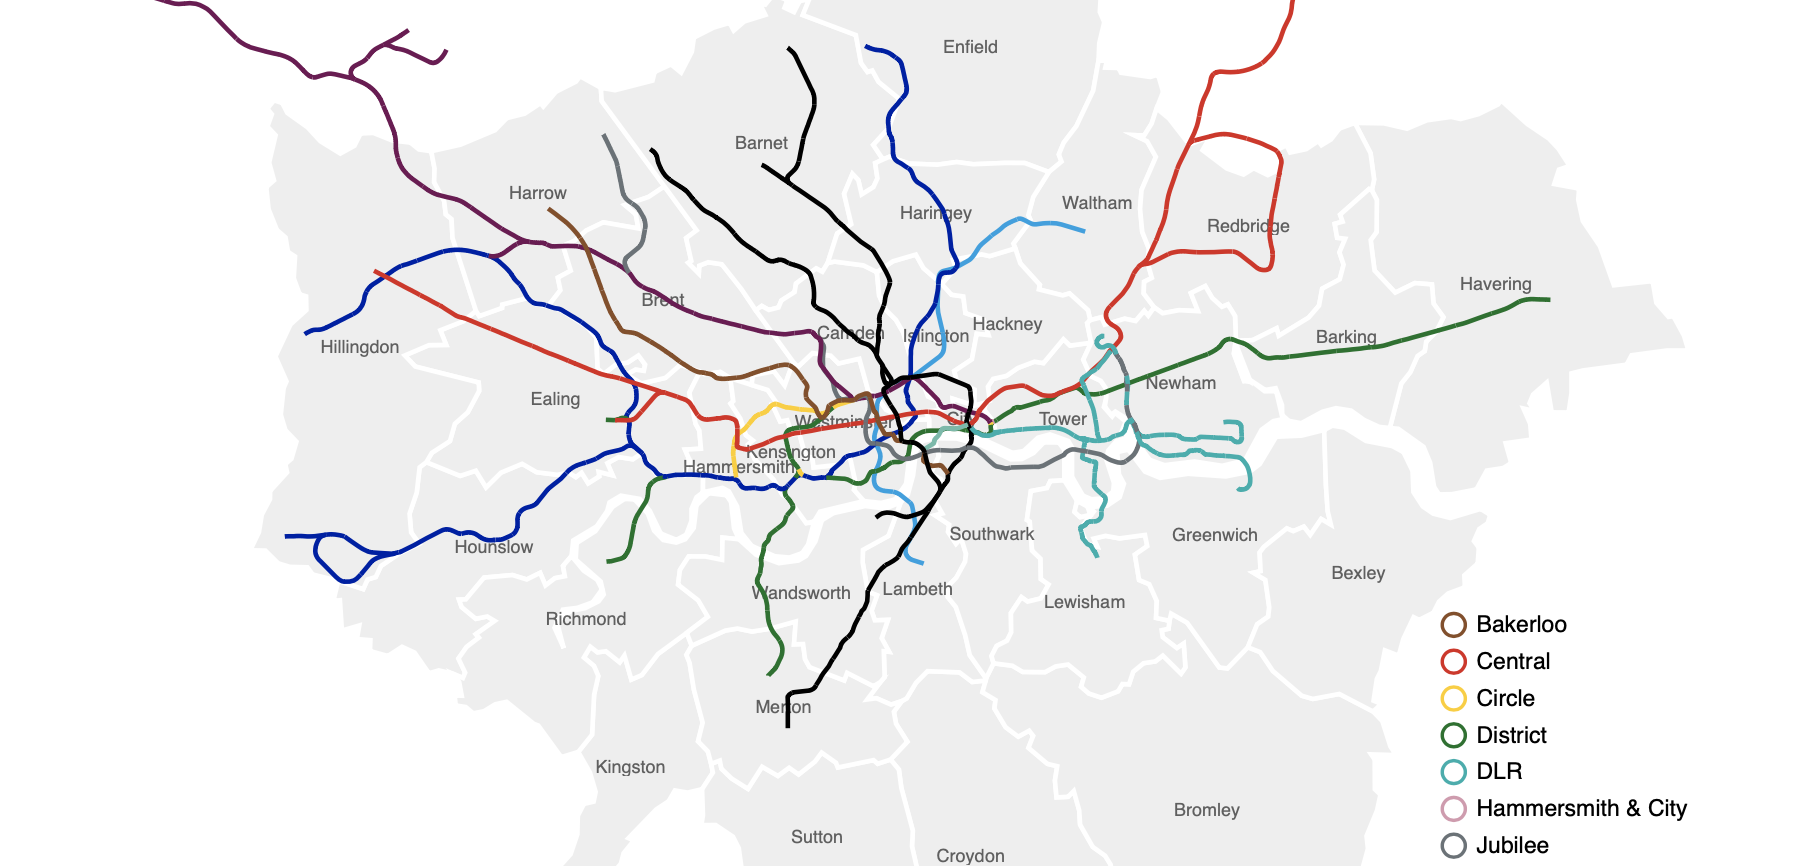 Enfield
Barnet
Harrow
Haringey
Waltham
Redbridge
Brent
Havering
Camden
Islington
Hackney
Barking
Hillingdon
Ealing
Newham
Westminster
City
Tower
Kensington
Hammersmith
Hounslow
Southwark
Greenwich
Richmond
Wandsworth
Lambeth
Lewisham
Bexley
Merton
Kingston
Sutton
Croydon
Bromley
Bakerloo
Central
Circle
District
DLR
Hammersmith & City
Jubilee